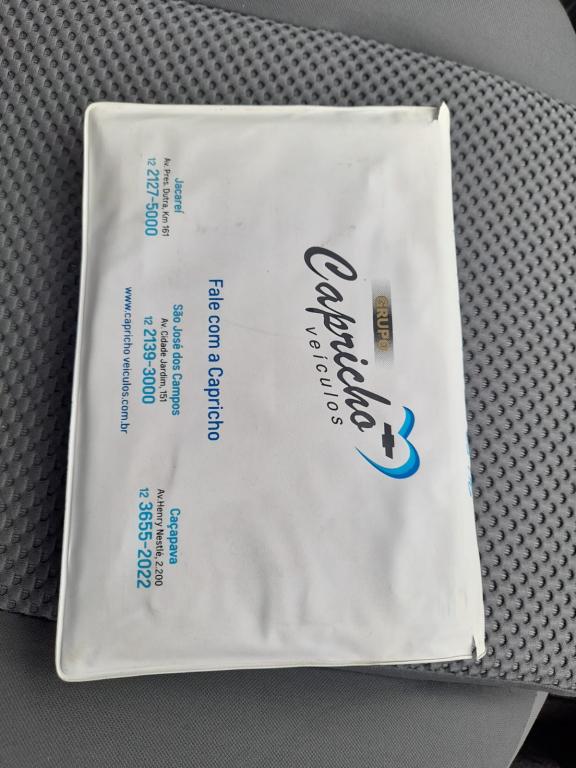 GRUPO
Capricho
veículos
Fale com a Capricho
Jacareí
Av. Pres. Dutra, Km 161
12 2127-5000
São José dos Campos
Av. Cidade Jardim, 151
12 2139-3000
Caçapava
Av. Henry Nestlé, 2.200
12 3655-2022
www.capricho veiculos.com.br